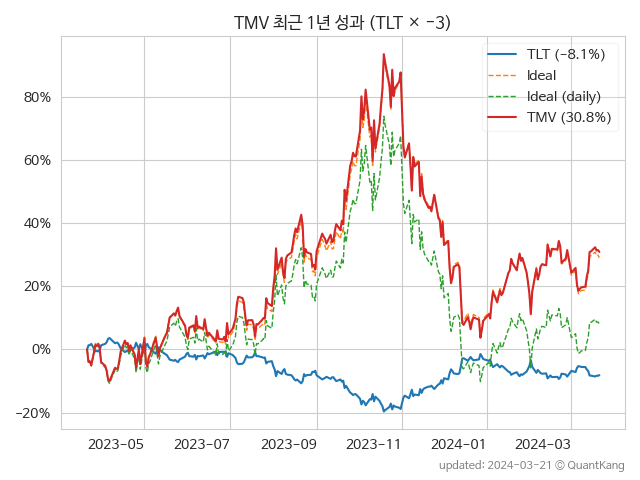 TMV 최근 1년 성과 (TLT × −3)
TLT (−8.1%)
Ideal
Ideal (daily)
TMV (30.8%)
80%
60%
40%
20%
0%
−20%
2023−05
2023−07
2023−09
2023−11
2024−01
2024−03
updated: 2024−03−21 © QuantKang